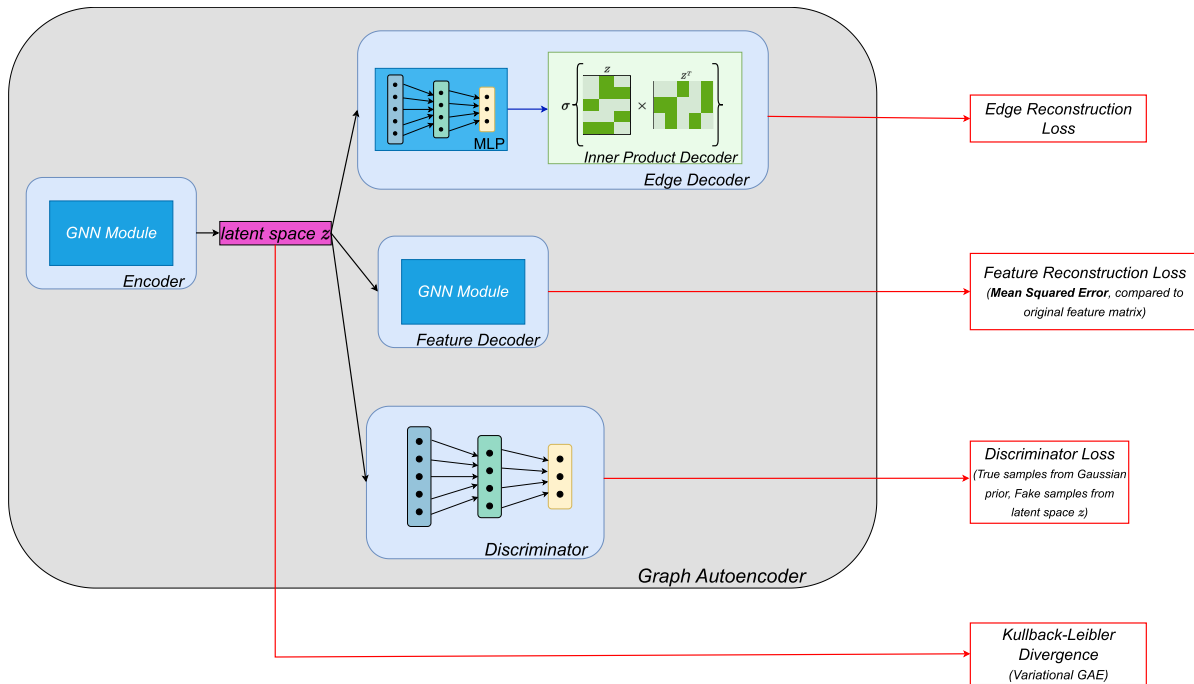 z
z^T
σ
×
MLP
Inner Product Decoder
Edge Decoder
Edge Reconstruction
Loss
GNN Module
Encoder
latent space z
GNN Module
Feature Decoder
Feature Reconstruction Loss
(Mean Squared Error, compared to
original feature matrix)
Discriminator
Discriminator Loss
(True samples from Gaussian
prior, Fake samples from
latent space z)
Graph Autoencoder
Kullback-Leibler
Divergence
(Variational GAE)